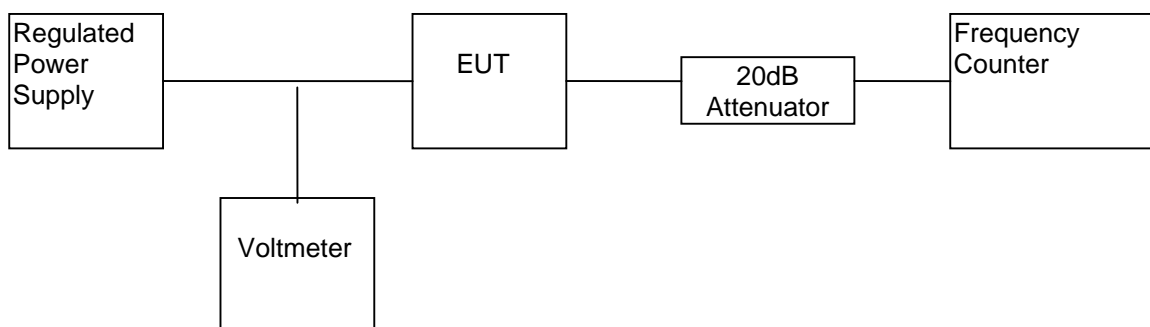 Regulated
Power
Supply
EUT
20dB
Attenuator
Frequency
Counter
Voltmeter